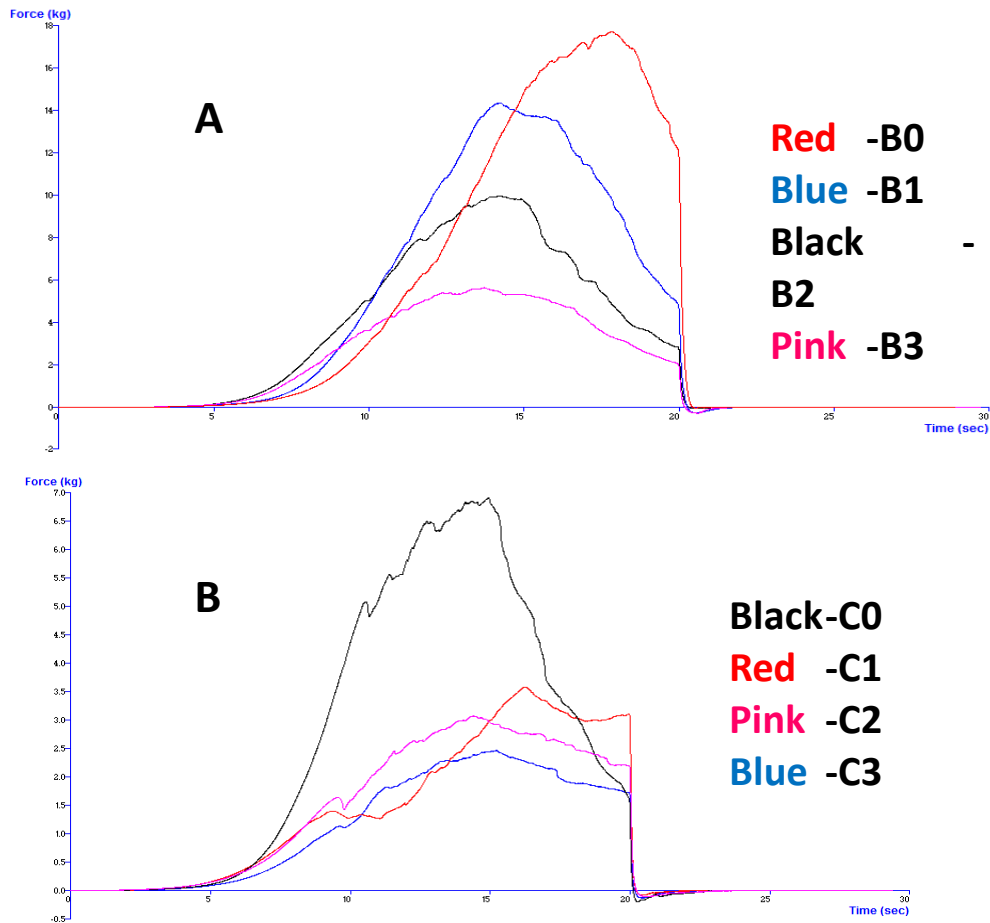 Force (kg)
18
16
14
12
10
8
6
4
2
0
-2
0
5
10
15
20
25
30
Time (sec)
A
Red -B0
Blue -B1
Black -
B2
Pink -B3
Force (kg)
7.0
6.5
6.0
5.5
5.0
4.5
4.0
3.5
3.0
2.5
2.0
1.5
1.0
0.5
0.0
-0.5
0
5
10
15
20
25
30
Time (sec)
B
Black-C0
Red -C1
Pink -C2
Blue -C3